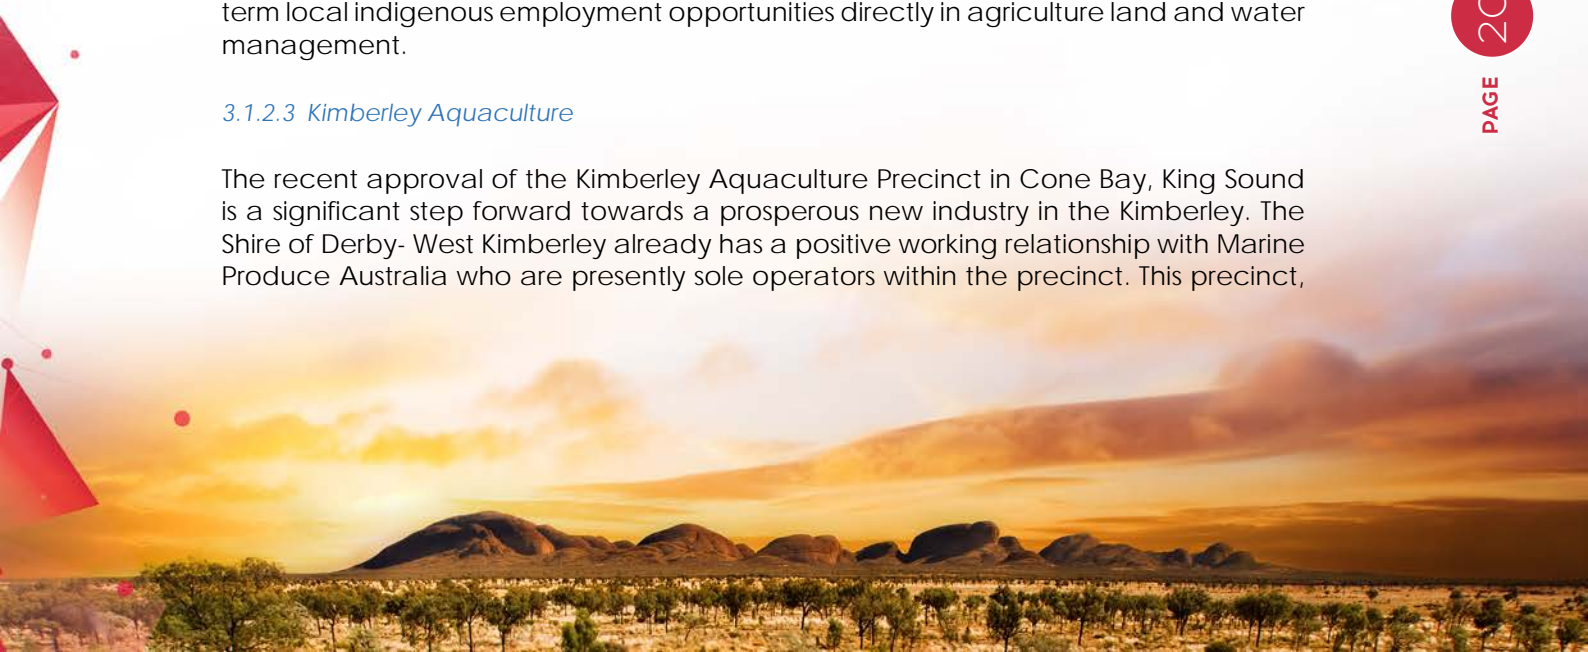 term local indigenous employment opportunities directly in agriculture land and water
management.
3.1.2.3 Kimberley Aquaculture
The recent approval of the Kimberley Aquaculture Precinct in Cone Bay, King Sound
is a significant step forward towards a prosperous new industry in the Kimberley. The
Shire of Derby- West Kimberley already has a positive working relationship with Marine
Produce Australia who are presently sole operators within the precinct. This precinct,
PAGE